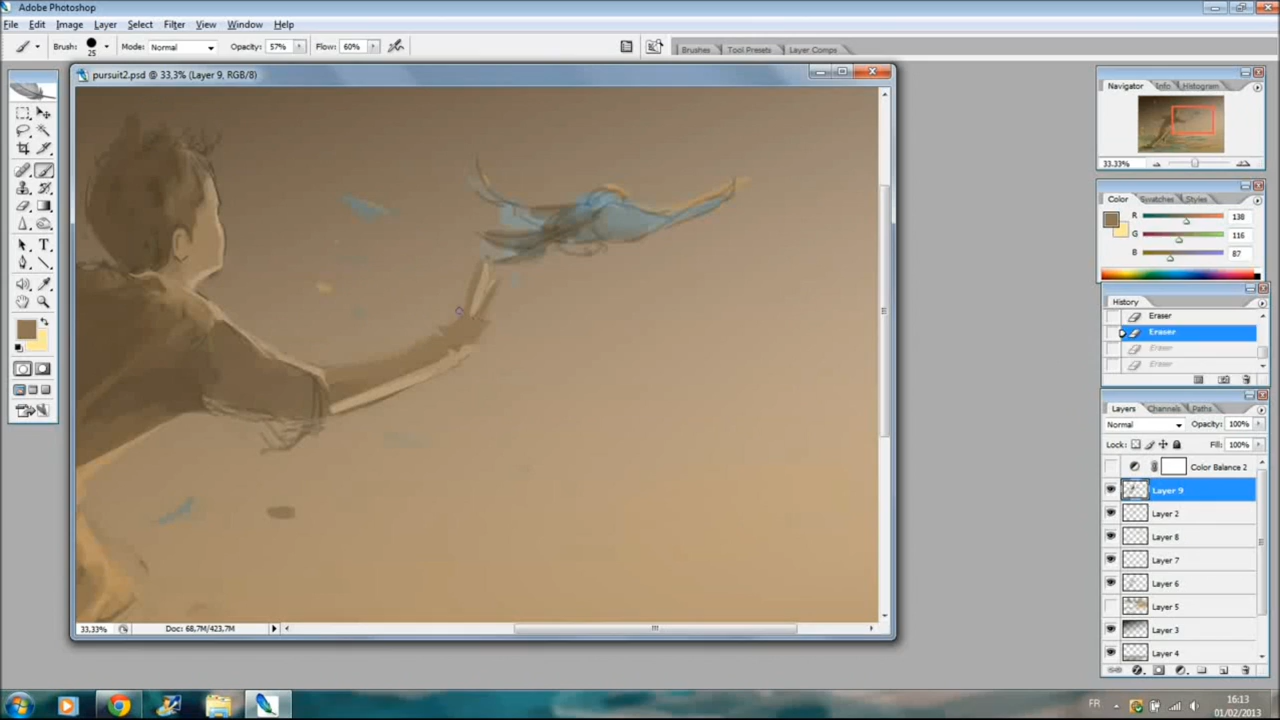 Adobe Photoshop
File Edit Image Layer Select Filter View Window Help
Brush: 25 Mode: Normal Opacity: 57% Flow: 60% Brushes Tool Presets Layer Comps
pursuit2.psd @ 33,3% (Layer 9, RGB/8)
Navigator Info Histogram
33.33%
Color Swatches Styles
R 138
G 116
B 87
History
Eraser
Eraser
Eraser
Eraser
Layers Channels Paths
Normal Opacity: 100%
Lock: Fill: 100%
Color Balance 2
Layer 9
Layer 2
Layer 8
Layer 7
Layer 6
Layer 5
Layer 3
Layer 4
33,33% Doc: 68,7M/423,7M
FR 16:13
01/02/2013